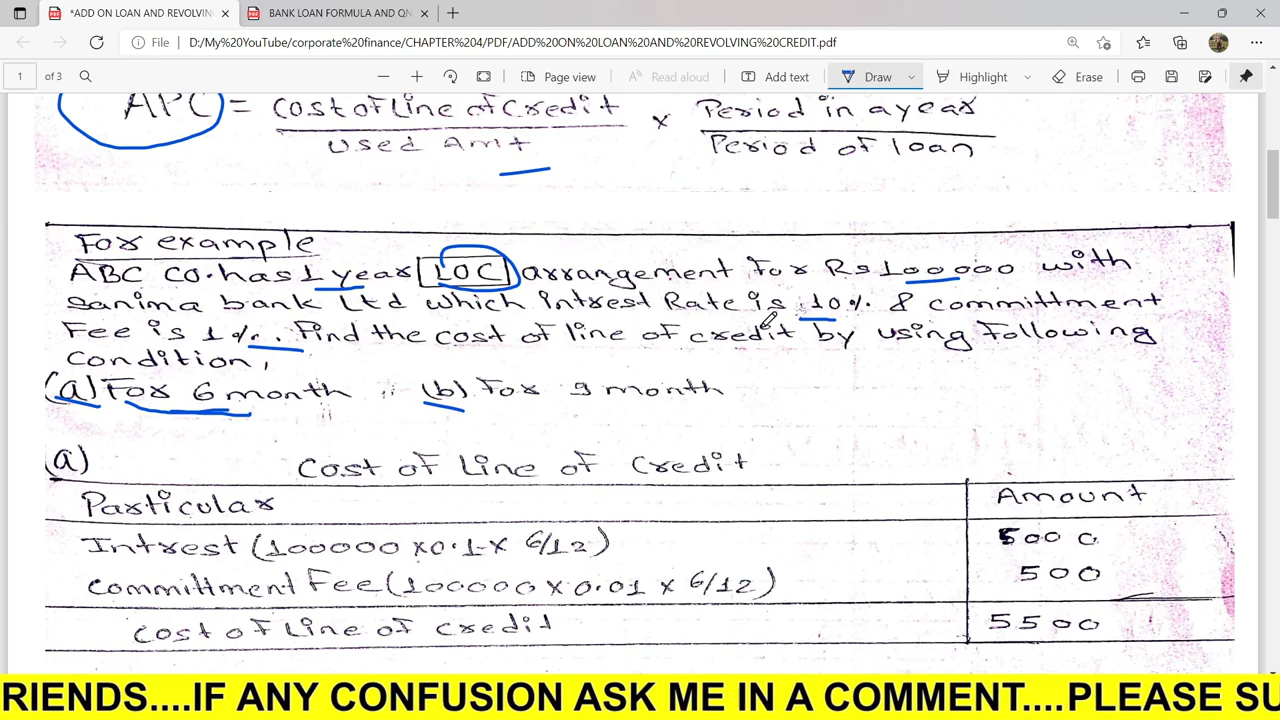 *ADD ON LOAN AND REVOLVIN
BANK LOAN FORMULA AND QN
File
D:/My%20YouTube/corporate%20finance/CHAPTER%204/PDF/ADD%20ON%20LOAN%20AND%20REVOLVING%20CREDIT.pdf
1 of 3
Page view
Read aloud
Add text
Draw
Highlight
Erase
APC = Cost of Line of Credit × Period in a year
Used Amt Period of loan
For example
ABC CO. has 1 year LOC arrangement for Rs 100000 with
sanima bank Ltd which intrest Rate is 10% & committment
Fee is 1%. Find the cost of line of credit by using following
condition,
(a) For 6 month (b) For 9 month
(a) Cost of Line of Credit
Particular Amount
Intrest (100000 × 0.1 × 6/12) 5000
committment Fee (100000 × 0.01 × 6/12) 500
cost of Line of credit 5500
RIENDS....IF ANY CONFUSION ASK ME IN A COMMENT....PLEASE SU